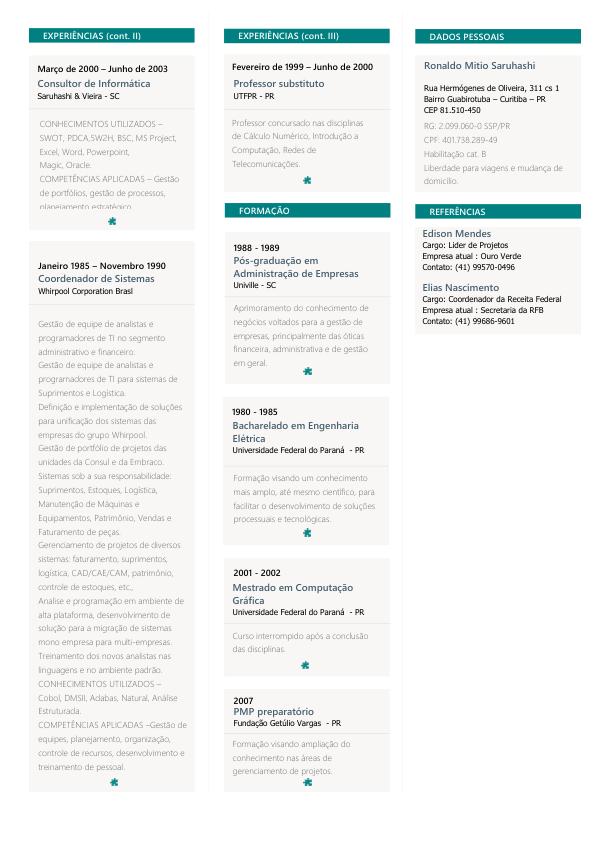 EXPERIÊNCIAS (cont. II)
Março de 2000 – Junho de 2003
Consultor de Informática
Saruhashi & Vieira - SC
CONHECIMENTOS UTILIZADOS –
SWOT, PDCA,5W2H, BSC, MS Project,
Excel, Word, Powerpoint,
Magic, Oracle.
COMPETÊNCIAS APLICADAS – Gestão
de portfólios, gestão de processos,
planejamento estratégico
Janeiro 1985 – Novembro 1990
Coordenador de Sistemas
Whirpool Corporation Brasl
Gestão de equipe de analistas e
programadores de TI no segmento
administrativo e financeiro:
Gestão de equipe de analistas e
programadores de TI para sistemas de
Suprimentos e Logística.
Definição e implementação de soluções
para unificação dos sistemas das
empresas do grupo Whirpool.
Gestão de portfólio de projetos das
unidades da Consul e da Embraco.
Sistemas sob a sua responsabilidade:
Suprimentos, Estoques, Logística,
Manutenção de Máquinas e
Equipamentos, Patrimônio, Vendas e
Faturamento de peças.
Gerenciamento de projetos de diversos
sistemas: faturamento, suprimentos,
logística, CAD/CAE/CAM, patrimônio,
controle de estoques, etc.,
Analise e programação em ambiente de
alta plataforma, desenvolvimento de
solução para a migração de sistemas
mono empresa para multi-empresas.
Treinamento dos novos analistas nas
linguagens e no ambiente padrão.
CONHECIMENTOS UTILIZADOS –
Cobol, DMSII, Adabas, Natural, Análise
Estruturada.
COMPETÊNCIAS APLICADAS –Gestão de
equipes, planejamento, organização,
controle de recursos, desenvolvimento e
treinamento de pessoal.
EXPERIÊNCIAS (cont. III)
Fevereiro de 1999 – Junho de 2000
Professor substituto
UTFPR - PR
Professor concursado nas disciplinas
de Cálculo Numérico, Introdução a
Computação, Redes de
Telecomunicações.
FORMAÇÃO
1988 - 1989
Pós-graduação em
Administração de Empresas
Univille - SC
Aprimoramento do conhecimento de
negócios voltados para a gestão de
empresas, principalmente das óticas
financeira, administrativa e de gestão
em geral.
1980 - 1985
Bacharelado em Engenharia
Elétrica
Universidade Federal do Paraná - PR
Formação visando um conhecimento
mais amplo, até mesmo científico, para
facilitar o desenvolvimento de soluções
processuais e tecnológicas.
2001 - 2002
Mestrado em Computação
Gráfica
Universidade Federal do Paraná - PR
Curso interrompido após a conclusão
das disciplinas.
2007
PMP preparatório
Fundação Getúlio Vargas - PR
Formação visando ampliação do
conhecimento nas áreas de
gerenciamento de projetos.
DADOS PESSOAIS
Ronaldo Mitio Saruhashi
Rua Hermógenes de Oliveira, 311 cs 1
Bairro Guabirotuba – Curitiba – PR
CEP 81.510-450
RG: 2.099.060-0 SSP/PR
CPF: 401.738.289-49
Habilitação cat. B
Liberdade para viagens e mudança de
domicílio.
REFERÊNCIAS
Edison Mendes
Cargo: Lider de Projetos
Empresa atual : Ouro Verde
Contato: (41) 99570-0496
Elias Nascimento
Cargo: Coordenador da Receita Federal
Empresa atual : Secretaria da RFB
Contato: (41) 99686-9601